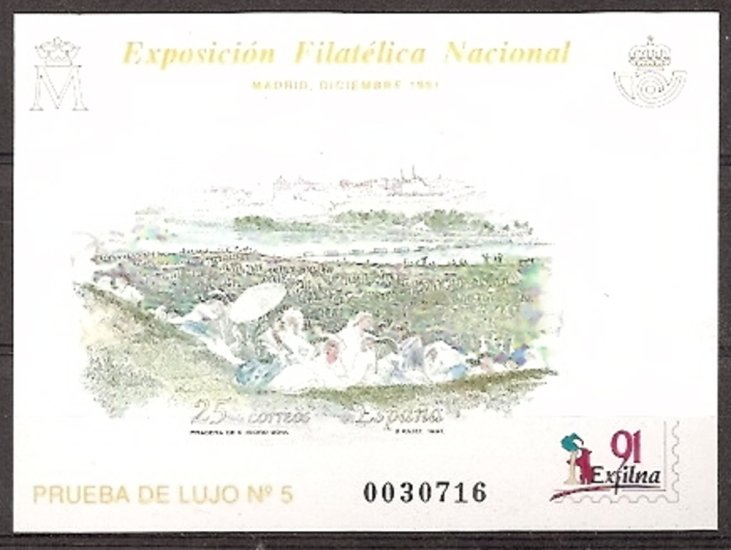 Exposición Filatélica Nacional
MADRID, DICIEMBRE 1991
M
25 correos España
PRUEBA DE LUJO Nº 5
0030716
91
Exfilna